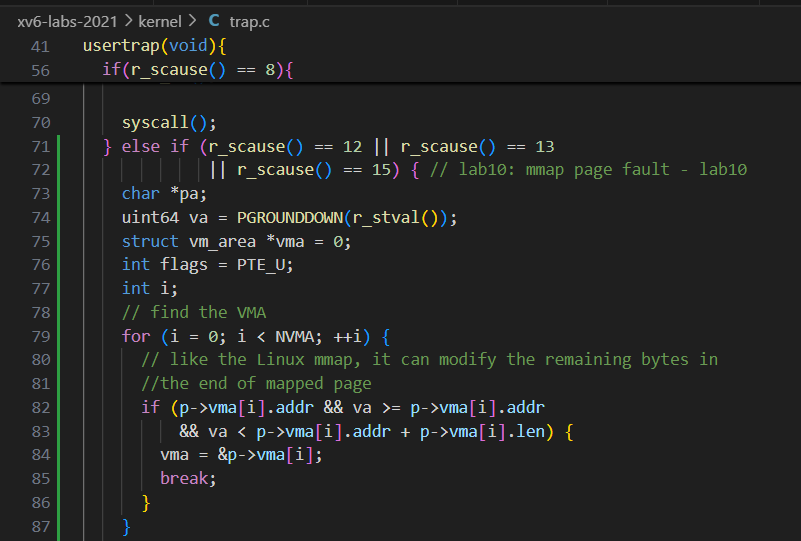 xv6-labs-2021 > kernel > C trap.c
41 usertrap(void){
56 if(r_scause() == 8){
69
70 syscall();
71 } else if (r_scause() == 12 || r_scause() == 13
72 || r_scause() == 15) { // lab10: mmap page fault - lab10
73 char *pa;
74 uint64 va = PGROUNDDOWN(r_stval());
75 struct vm_area *vma = 0;
76 int flags = PTE_U;
77 int i;
78 // find the VMA
79 for (i = 0; i < NVMA; ++i) {
80 // like the Linux mmap, it can modify the remaining bytes in
81 //the end of mapped page
82 if (p->vma[i].addr && va >= p->vma[i].addr
83 && va < p->vma[i].addr + p->vma[i].len) {
84 vma = &p->vma[i];
85 break;
86 }
87 }